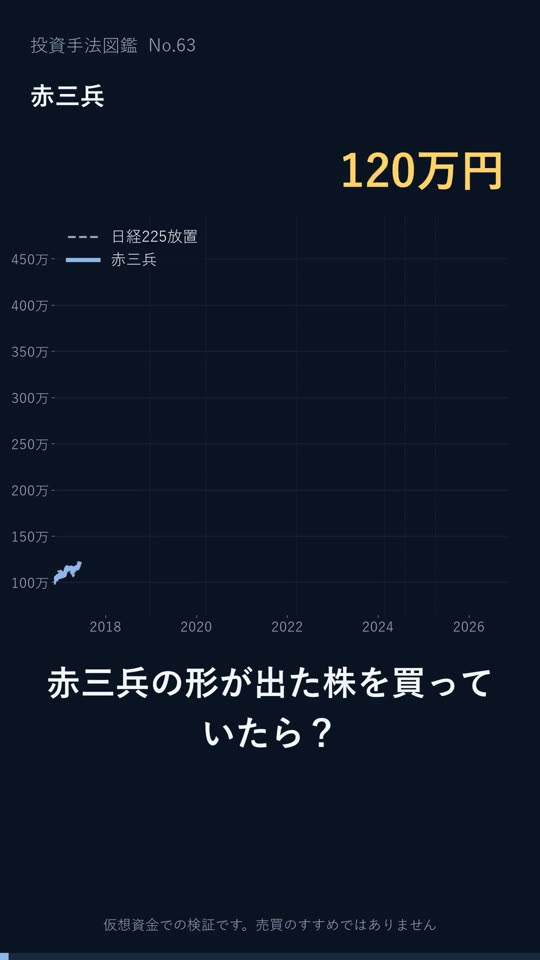 投資手法図鑑 No.63
赤三兵
120万円
日経225放置
赤三兵
450万
400万
350万
300万
250万
200万
150万
100万
2018 2020 2022 2024 2026
赤三兵の形が出た株を買って
いたら？
仮想資金での検証です。売買のすすめではありません